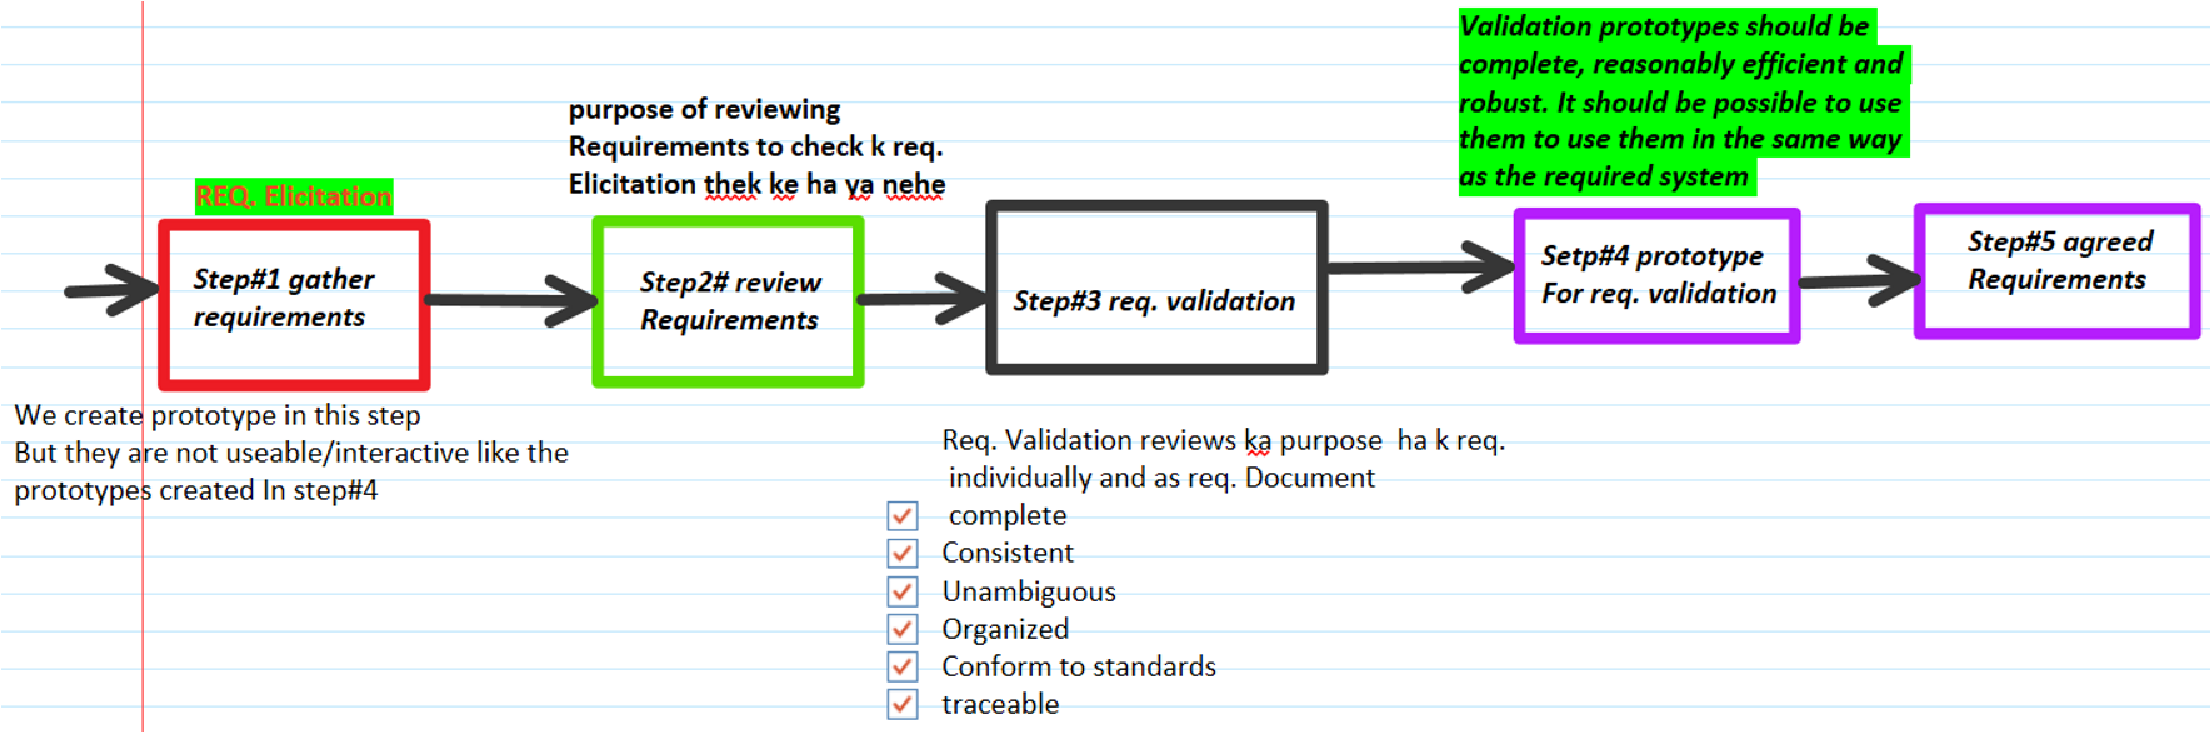 REQ. Elicitation
Step#1 gather
requirements
We create prototype in this step
But they are not useable/interactive like the
prototypes created In step#4
purpose of reviewing
Requirements to check k req.
Elicitation thek ke ha ya nehe
Step2# review
Requirements
Step#3 req. validation
Req. Validation reviews ka purpose  ha k req.
individually and as req. Document
complete
Consistent
Unambiguous
Organized
Conform to standards
traceable
Validation prototypes should be
complete, reasonably efficient and
robust. It should be possible to use
them to use them in the same way
as the required system
Setp#4 prototype
For req. validation
Step#5 agreed
Requirements